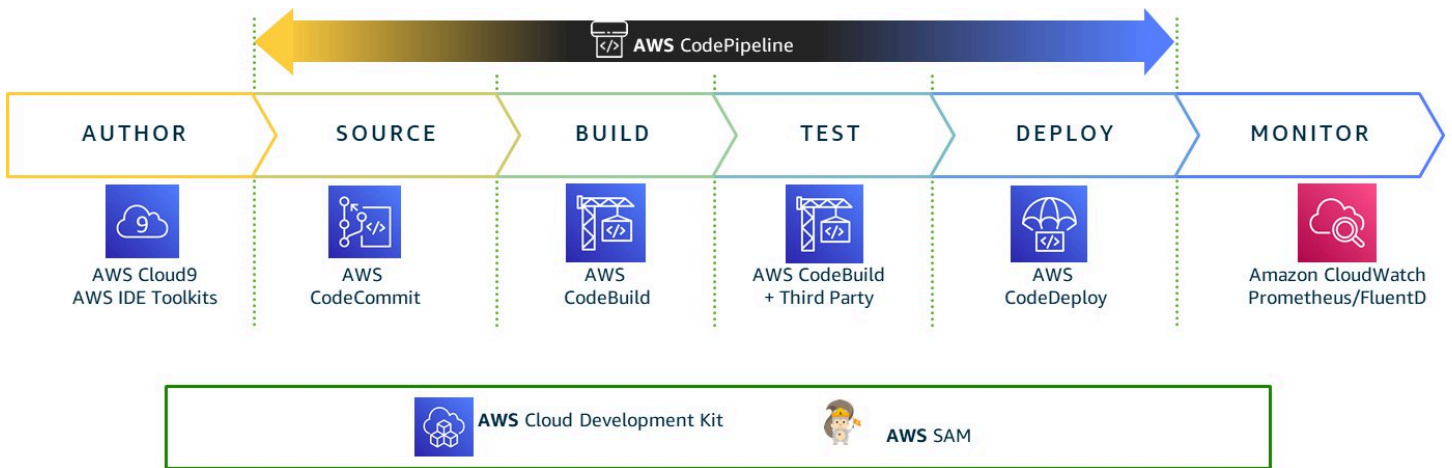 </> AWS CodePipeline
AUTHOR
SOURCE
BUILD
TEST
DEPLOY
MONITOR
9
</>
</>
</>
</>
AWS Cloud9
AWS IDE Toolkits
AWS
CodeCommit
AWS
CodeBuild
AWS CodeBuild
+ Third Party
AWS
CodeDeploy
Amazon CloudWatch
Prometheus/FluentD
AWS Cloud Development Kit
AWS SAM